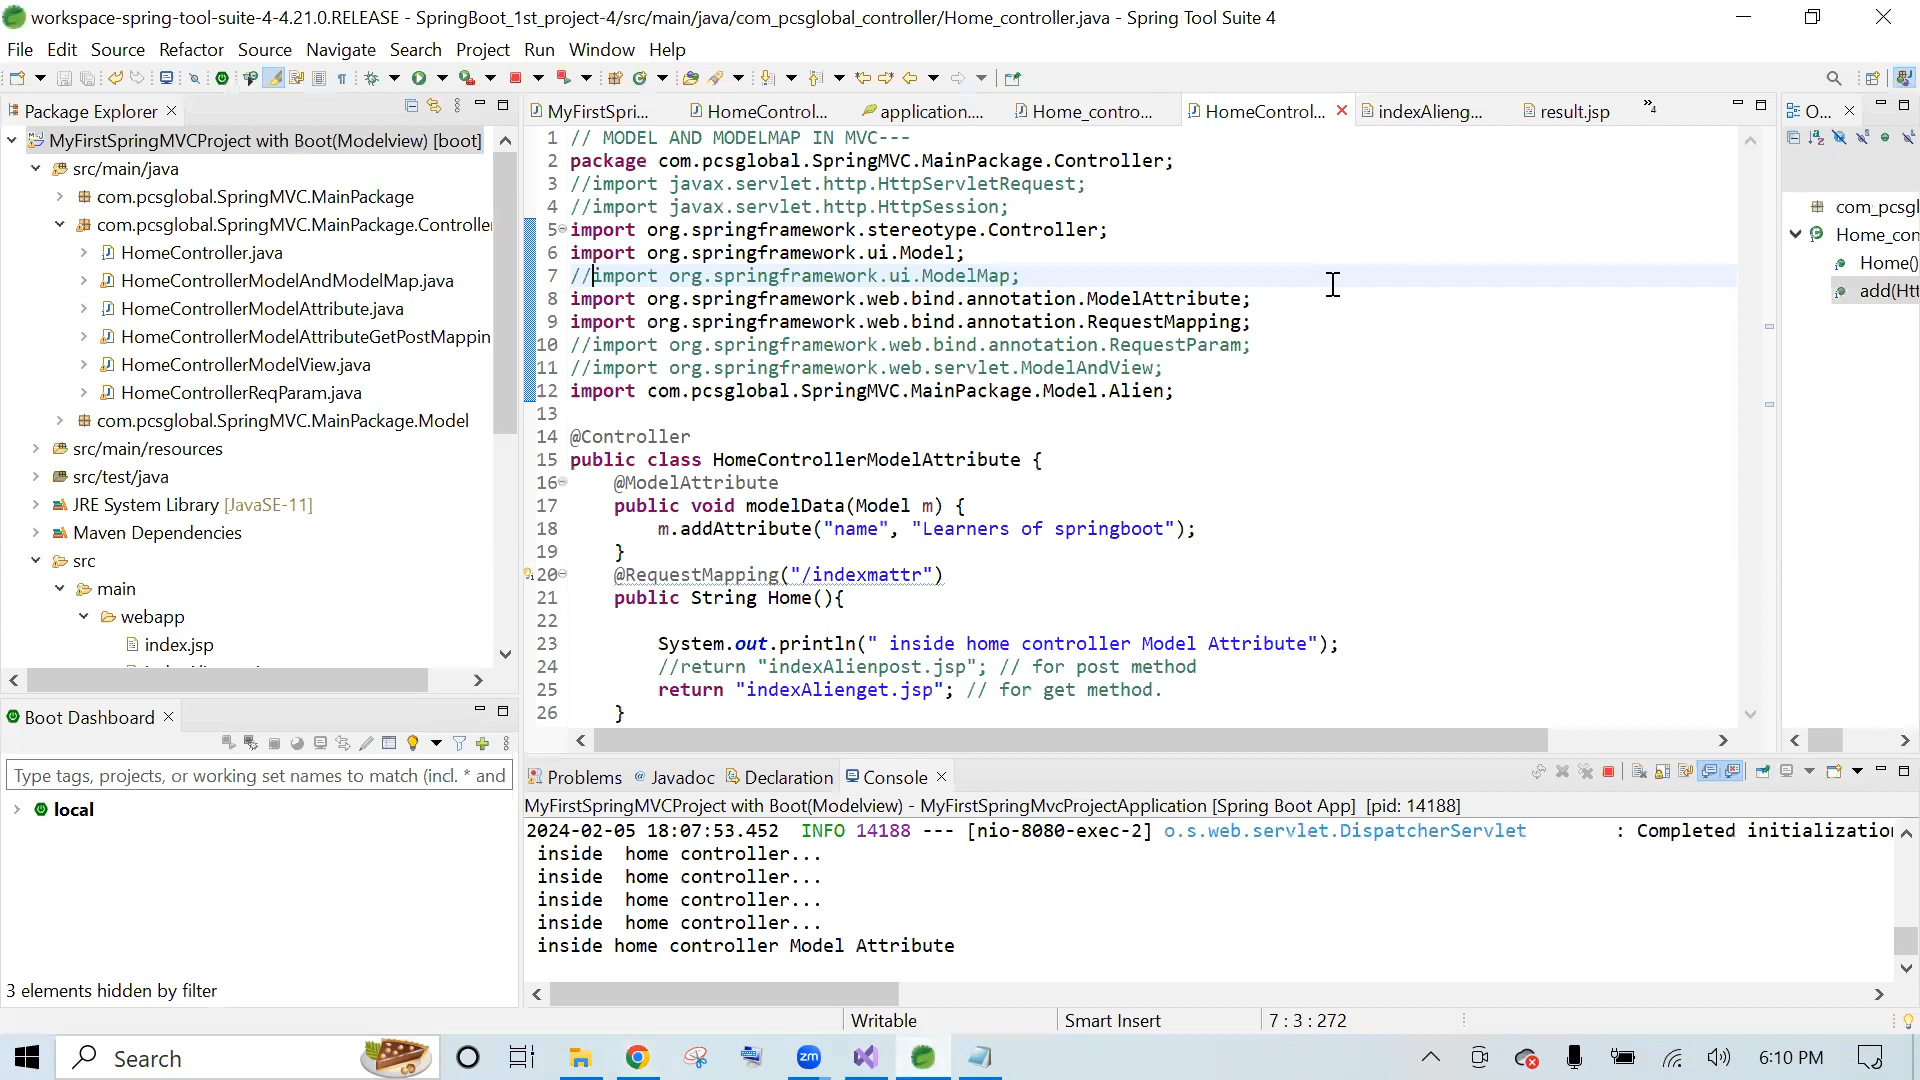 workspace-spring-tool-suite-4-4.21.0.RELEASE - SpringBoot_1st_project-4/src/main/java/com_pcsglobal_controller/Home_controller.java - Spring Tool Suite 4
File Edit Source Refactor Source Navigate Search Project Run Window Help
Package Explorer
MyFirstSpringMVCProject with Boot(Modelview) [boot]
src/main/java
com.pcsglobal.SpringMVC.MainPackage
com.pcsglobal.SpringMVC.MainPackage.Controller
HomeController.java
HomeControllerModelAndModelMap.java
HomeControllerModelAttribute.java
HomeControllerModelAttributeGetPostMappin
HomeControllerModelView.java
HomeControllerReqParam.java
com.pcsglobal.SpringMVC.MainPackage.Model
src/main/resources
src/test/java
JRE System Library [JavaSE-11]
Maven Dependencies
src
main
webapp
index.jsp
Boot Dashboard
Type tags, projects, or working set names to match (incl. * and
local
3 elements hidden by filter
MyFirstSpri... HomeControl... application.... Home_contro... HomeControl... indexAlieng... result.jsp »4
1 // MODEL AND MODELMAP IN MVC---
2 package com.pcsglobal.SpringMVC.MainPackage.Controller;
3 //import javax.servlet.http.HttpServletRequest;
4 //import javax.servlet.http.HttpSession;
5 import org.springframework.stereotype.Controller;
6 import org.springframework.ui.Model;
7 //import org.springframework.ui.ModelMap;
8 import org.springframework.web.bind.annotation.ModelAttribute;
9 import org.springframework.web.bind.annotation.RequestMapping;
10 //import org.springframework.web.bind.annotation.RequestParam;
11 //import org.springframework.web.servlet.ModelAndView;
12 import com.pcsglobal.SpringMVC.MainPackage.Model.Alien;
13
14 @Controller
15 public class HomeControllerModelAttribute {
16 @ModelAttribute
17 public void modelData(Model m) {
18 m.addAttribute("name", "Learners of springboot");
19 }
20 @RequestMapping("/indexmattr")
21 public String Home(){
22
23 System.out.println(" inside home controller Model Attribute");
24 //return "indexAlienpost.jsp"; // for post method
25 return "indexAlienget.jsp"; // for get method.
26 }
O...
com_pcsgl
Home_con
Home()
add(Htt
Problems Javadoc Declaration Console
MyFirstSpringMVCProject with Boot(Modelview) - MyFirstSpringMvcProjectApplication [Spring Boot App] [pid: 14188]
2024-02-05 18:07:53.452 INFO 14188 --- [nio-8080-exec-2] o.s.web.servlet.DispatcherServlet : Completed initialization
inside home controller...
inside home controller...
inside home controller...
inside home controller...
inside home controller Model Attribute
Writable Smart Insert 7 : 3 : 272
Search zm 6:10 PM